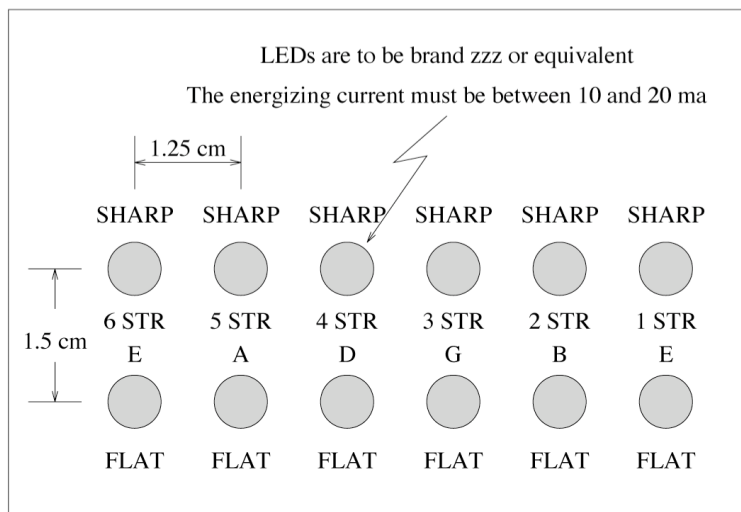 LEDs are to be brand zzz or equivalent
The energizing current must be between 10 and 20 ma
1.25 cm
SHARP SHARP SHARP SHARP SHARP SHARP
6 STR 5 STR 4 STR 3 STR 2 STR 1 STR
1.5 cm
E A D G B E
FLAT FLAT FLAT FLAT FLAT FLAT